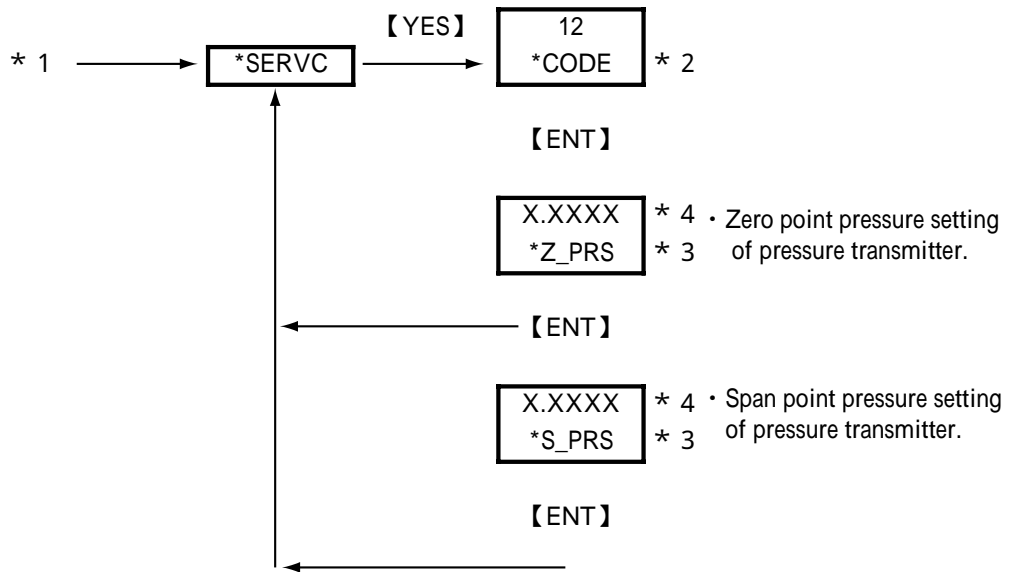 【YES】
* 1
*SERVC
12
*CODE
* 2
【ENT】
X.XXXX
* 4
・Zero point pressure setting
*Z_PRS
* 3
of pressure transmitter.
【ENT】
X.XXXX
* 4
・Span point pressure setting
*S_PRS
* 3
of pressure transmitter.
【ENT】